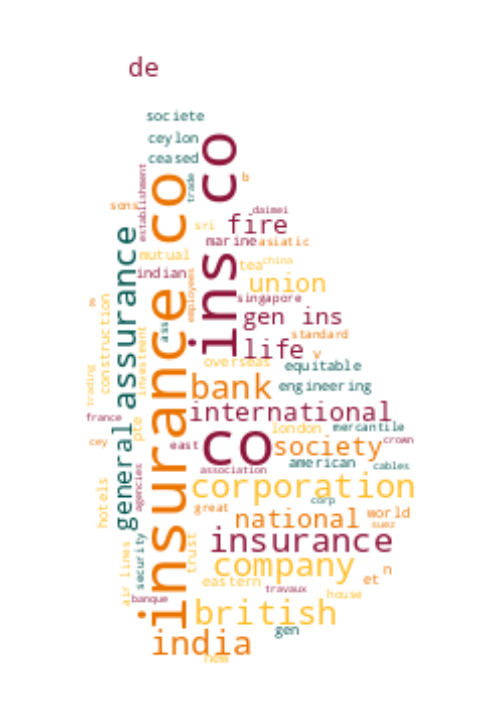 de
societe
ceylon
ceased
ins co
insurance co
trade
b
establishment
sons
daimei
sri
fire
marine
asiatic
mutual
tea
china
indian
employees
union
general assurance
singapore
m
construction
gen ins
ass
investment
standard
life
v
overseas
equitable
trading
bank
engineering
france
international
pte
london
mercantile
cey
east
co
society
crown
association
american
cables
agencies
hotels
corporation
corp
great
national
world
suez
security
trust
insurance
air lines
company
eastern
et
n
banque
travaux
house
british
gen
india
new